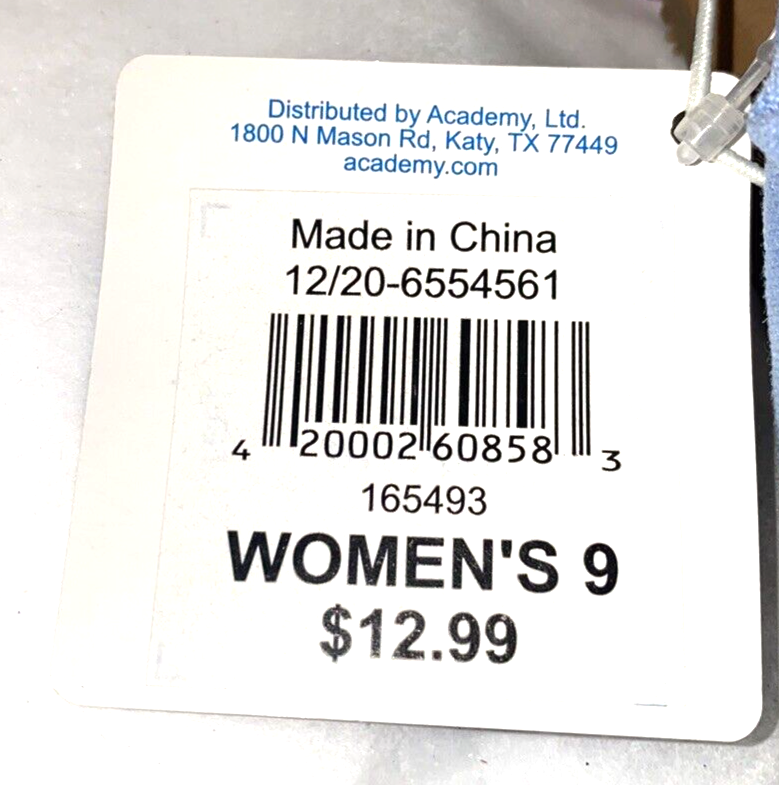 Distributed by Academy, Ltd.
1800 N Mason Rd, Katy, TX 77449
academy.com
Made in China
12/20-6554561
4 20002 60858 3
165493
WOMEN'S 9
$12.99